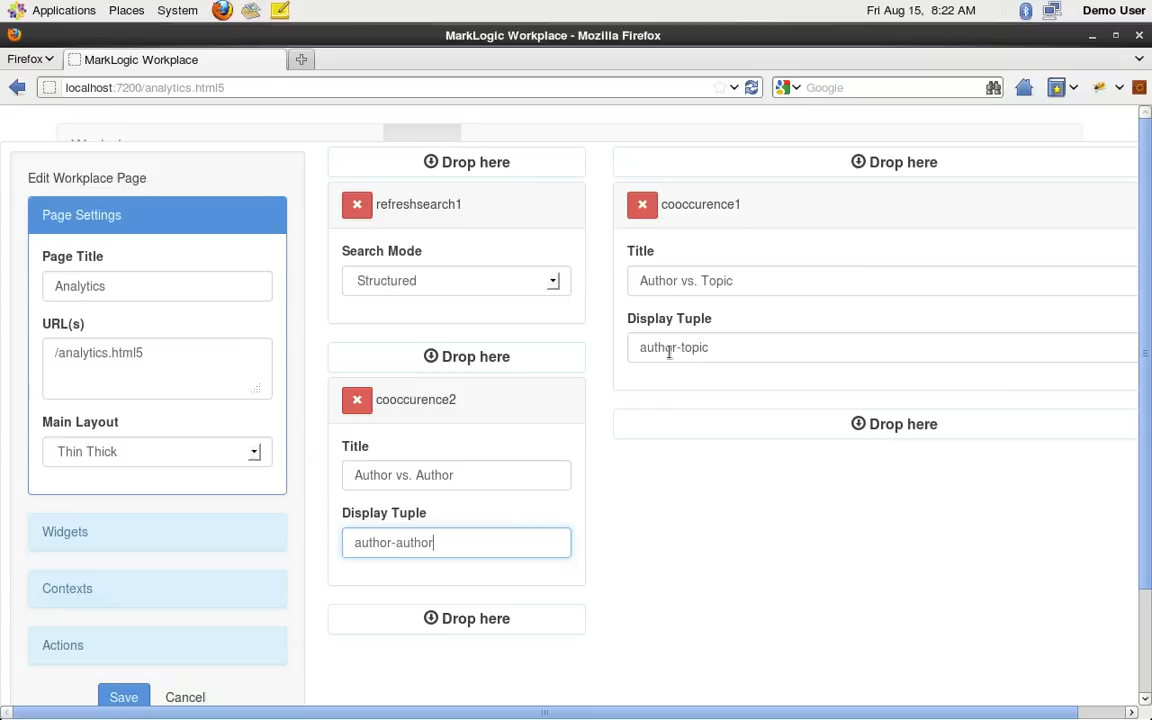 Applications Places System Fri Aug 15, 8:22 AM Demo User
MarkLogic Workplace - Mozilla Firefox
Firefox MarkLogic Workplace
localhost:7200/analytics.html5 Google
Edit Workplace Page
Page Settings
Page Title
Analytics
URL(s)
/analytics.html5
Main Layout
Thin Thick
Widgets
Contexts
Actions
Save Cancel
Drop here
refreshsearch1
Search Mode
Structured
Drop here
cooccurence2
Title
Author vs. Author
Display Tuple
author-author
Drop here
Drop here
cooccurence1
Title
Author vs. Topic
Display Tuple
author-topic
Drop here